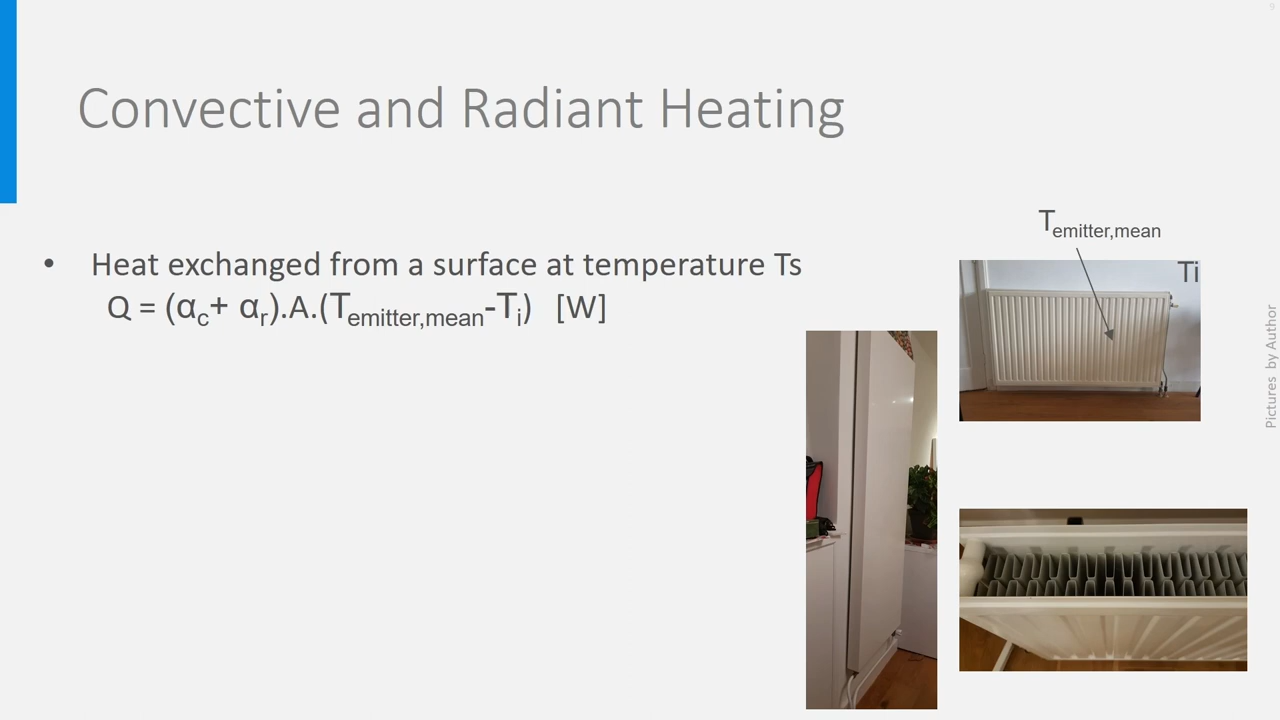 9
Convective and Radiant Heating
• Heat exchanged from a surface at temperature Ts
Q = (αc+ αr).A.(Temitter,mean-Ti) [W]
Temitter,mean
Ti
Pictures by Author